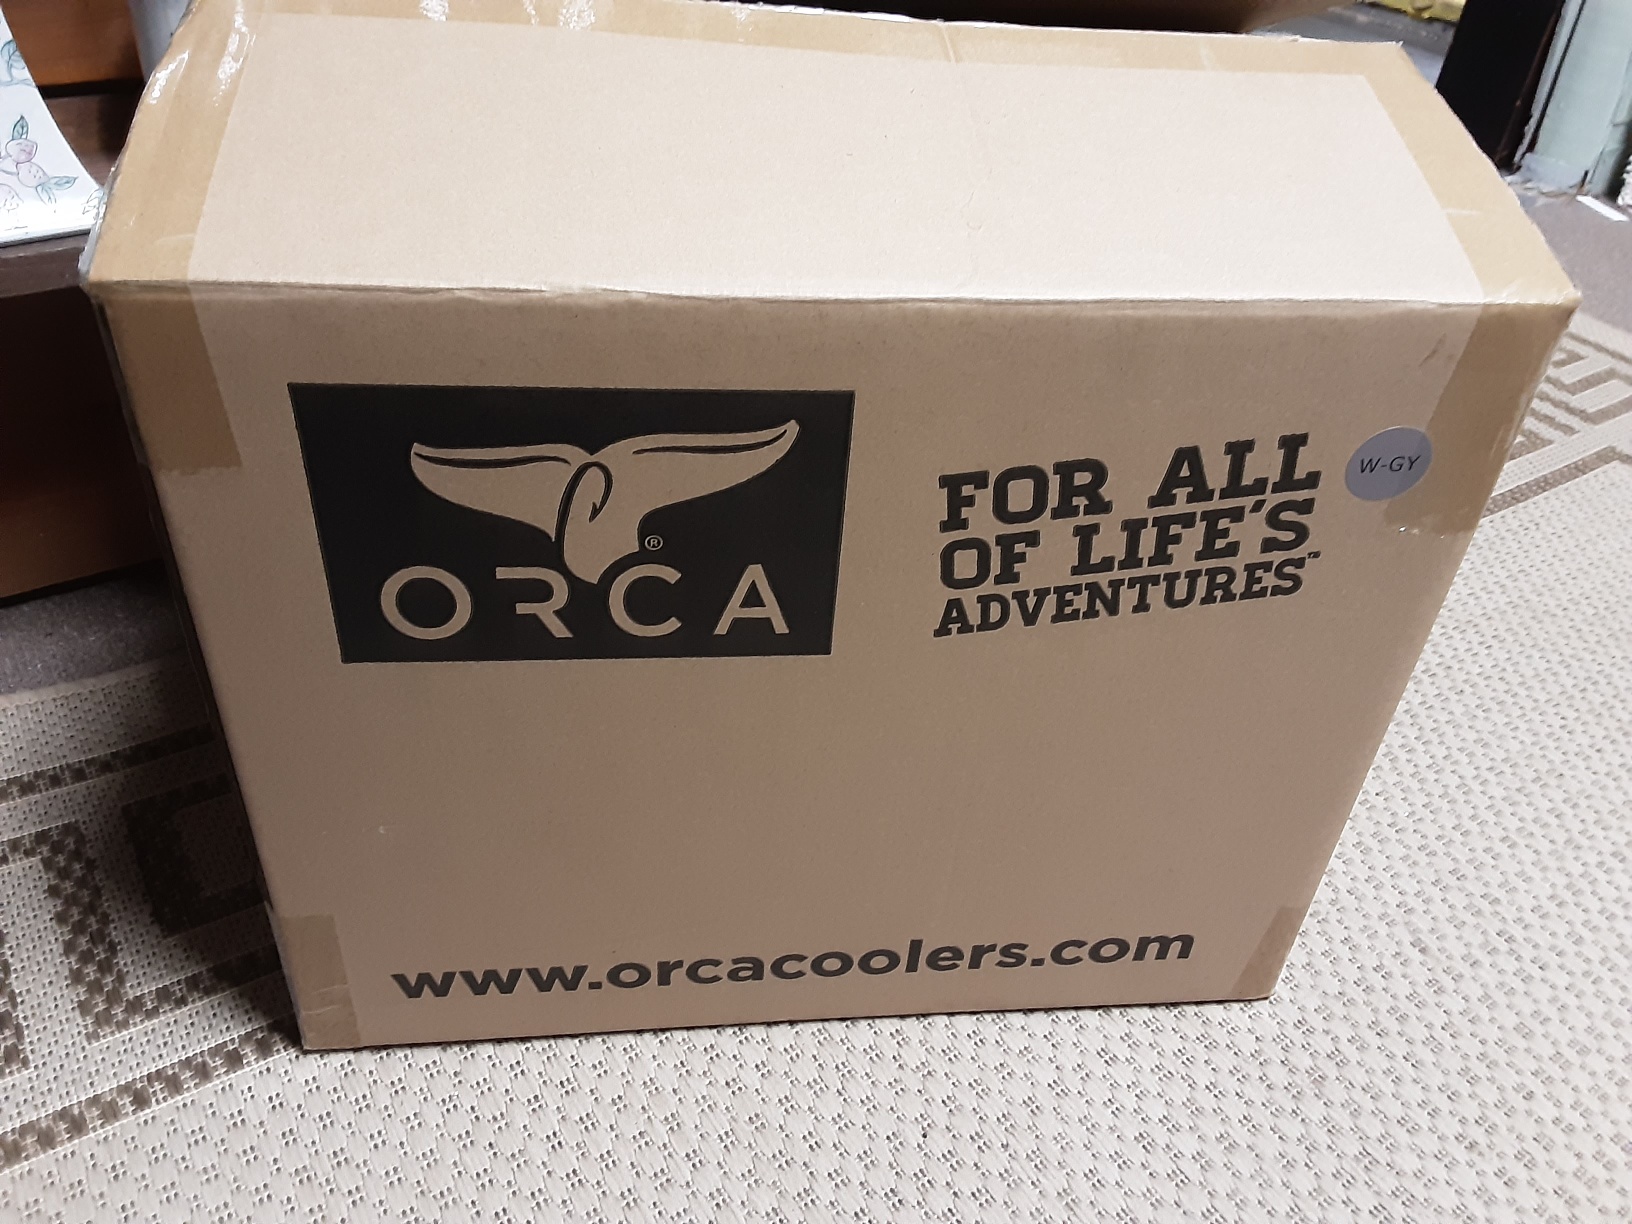 ORCA®
FOR ALL
OF LIFE'S
ADVENTURES™
W-GY
www.orcacoolers.com